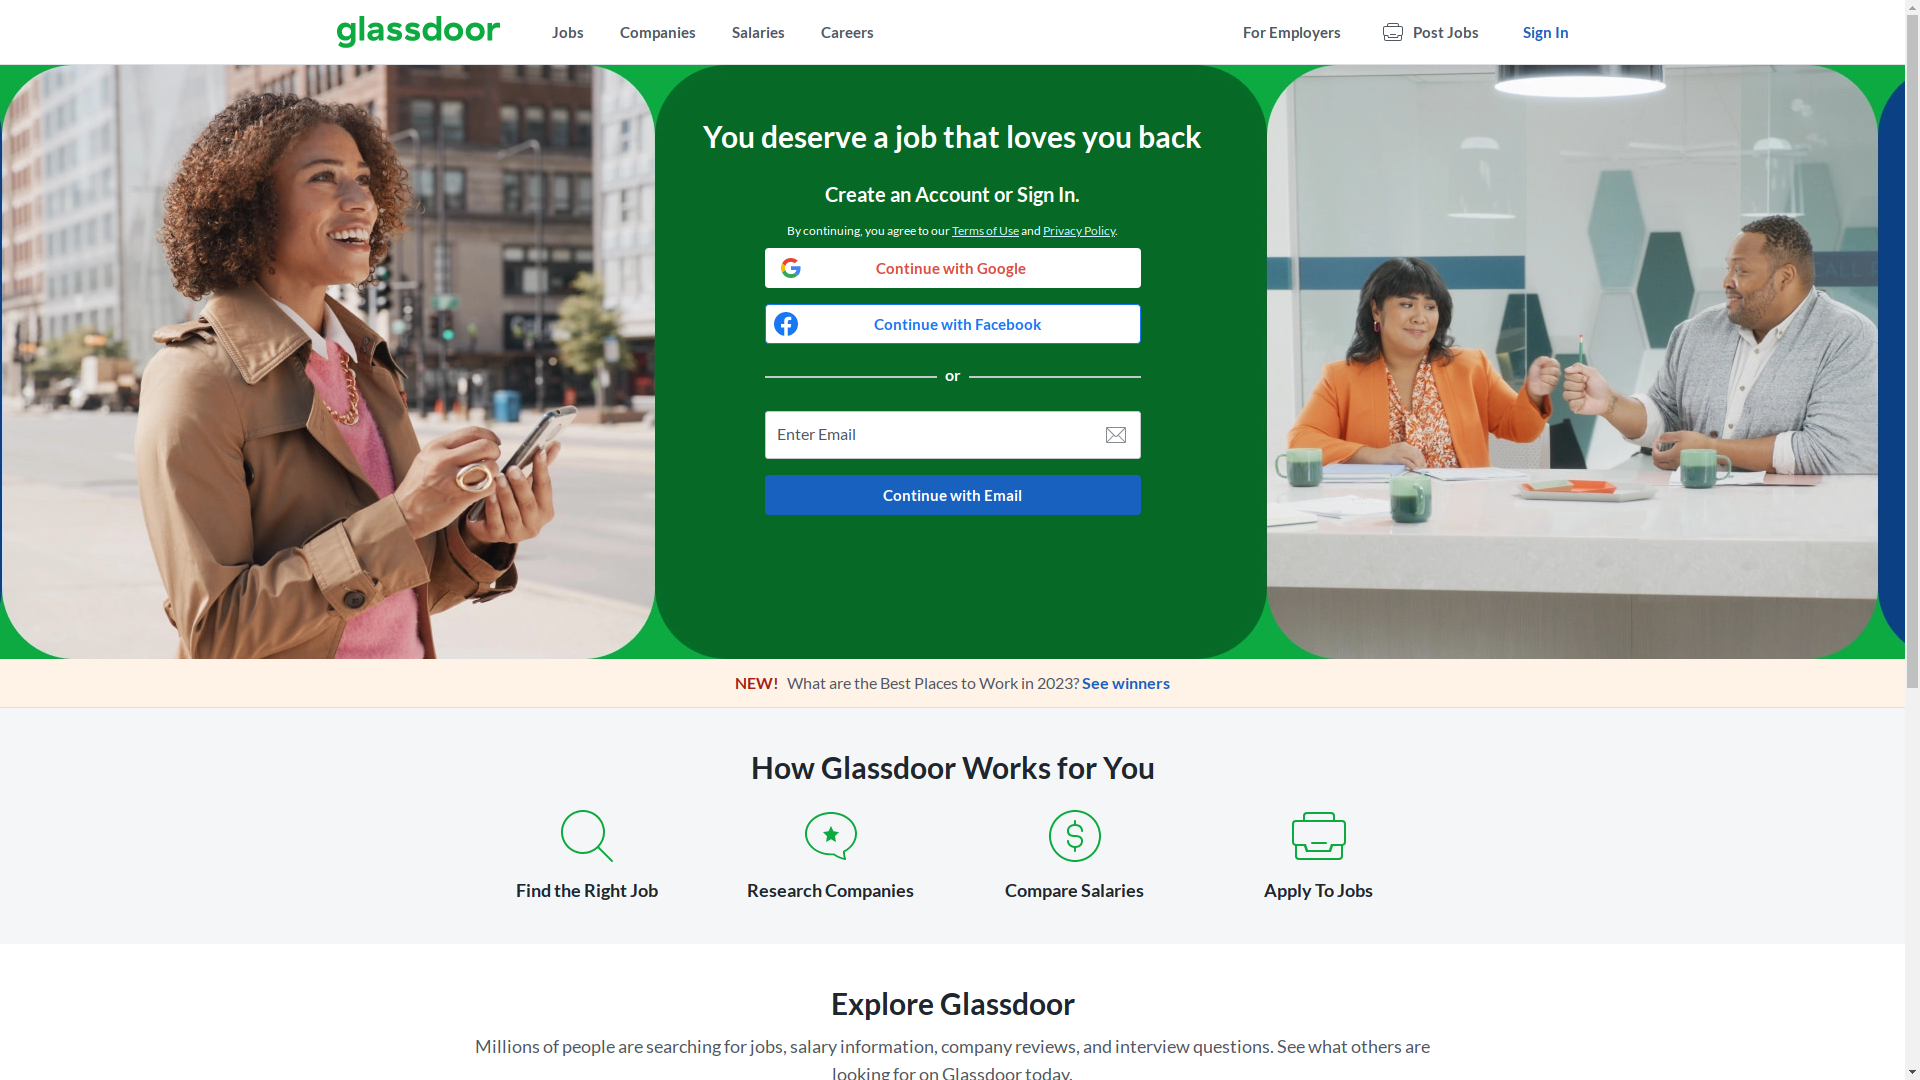 glassdoor
Jobs
Companies
Salaries
Careers
For Employers
Post Jobs
Sign In
You deserve a job that loves you back
Create an Account or Sign In.
By continuing, you agree to our Terms of Use and Privacy Policy.
Continue with Google
Continue with Facebook
or
Enter Email
Continue with Email
NEW! What are the Best Places to Work in 2023? See winners
How Glassdoor Works for You
Find the Right Job
Research Companies
Compare Salaries
Apply To Jobs
Explore Glassdoor
Millions of people are searching for jobs, salary information, company reviews, and interview questions. See what others are
looking for on Glassdoor today.